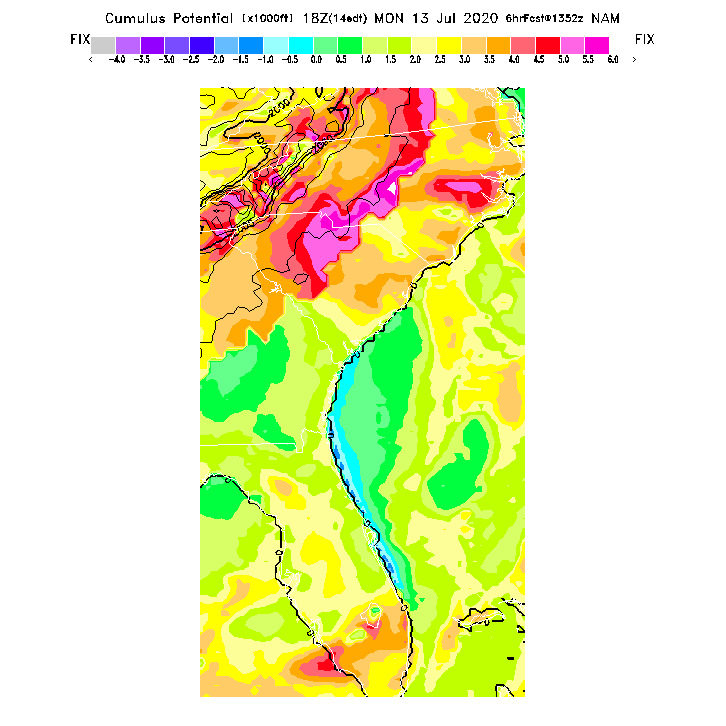 Cumulus Potential [x1000ft] 18Z(14edt) MON 13 Jul 2020 6hrFcst@1352z NAM
FIX FIX
< -4.0 -3.5 -3.0 -2.5 -2.0 -1.5 -1.0 -0.5 0.0 0.5 1.0 1.5 2.0 2.5 3.0 3.5 4.0 4.5 5.0 5.5 6.0 >
2000
2000